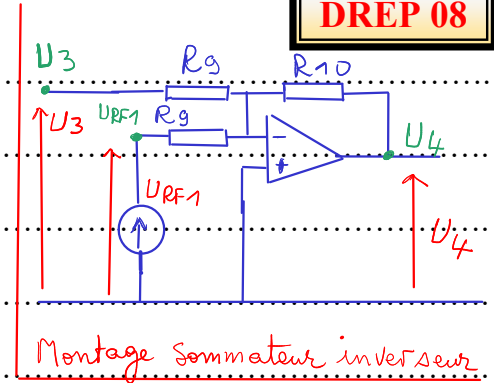 DREP 08
U3 R9 R10
U3 URF1 R9
- U4
+
URF1
U4
Montage Sommateur inverseur